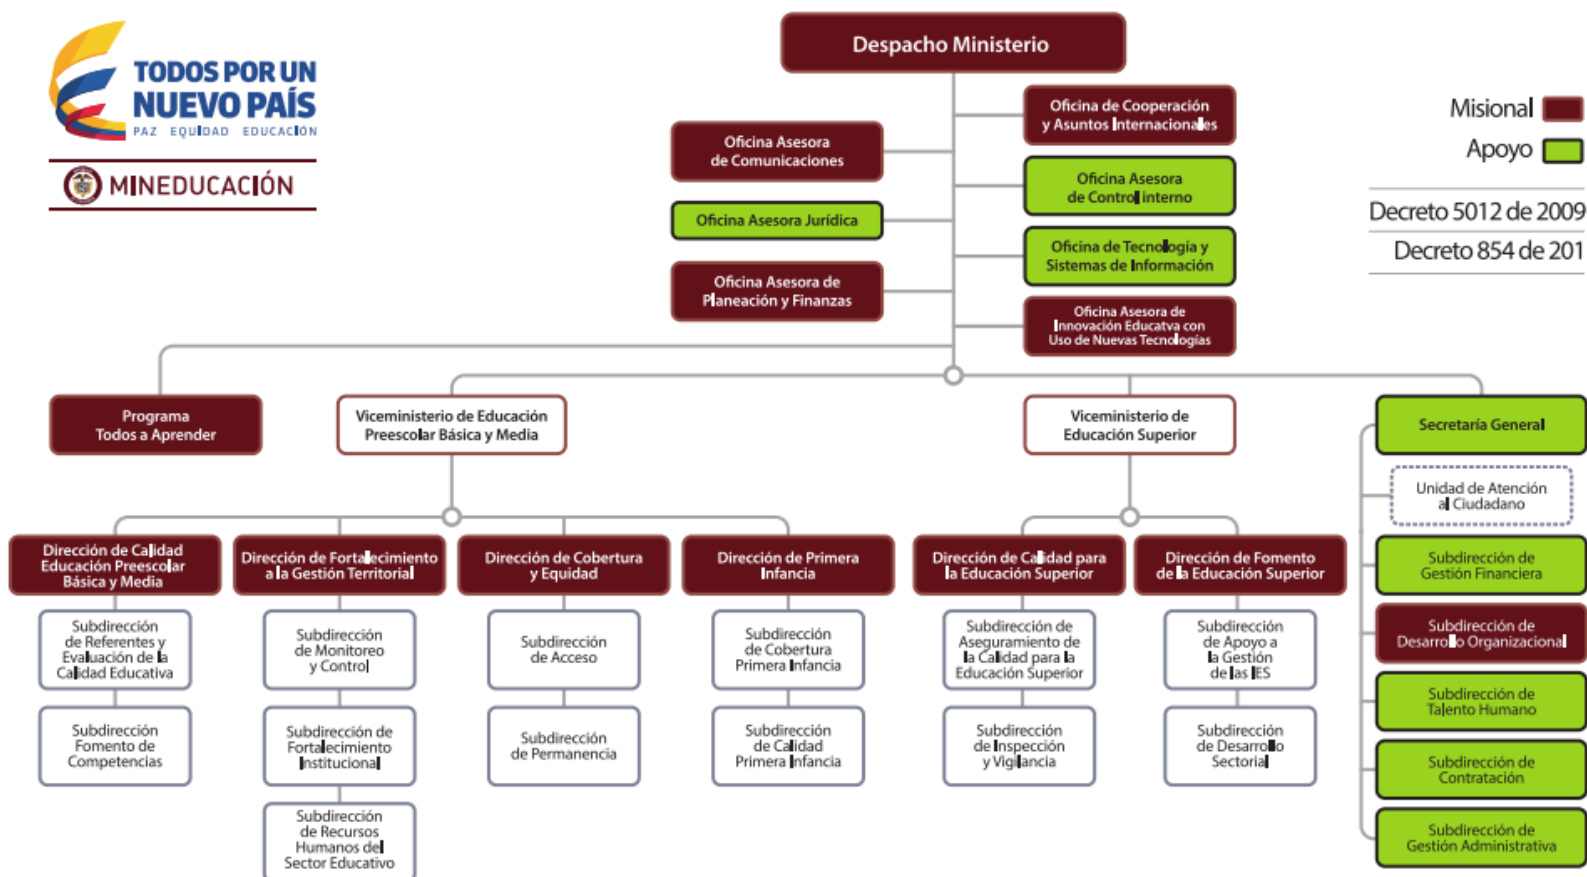 TODOS POR UN
NUEVO PAÍS
PAZ EQUIDAD EDUCACIÓN
MINEDUCACIÓN
Despacho Ministerio
Oficina de Cooperación
y Asuntos Internacionales
Oficina Asesora
de Comunicaciones
Oficina Asesora
de Control interno
Oficina Asesora Jurídica
Oficina de Tecnología y
Sistemas de Información
Oficina Asesora de
Planeación y Finanzas
Oficina Asesora de
Innovación Educatva con
Uso de Nuevas Tecnologías
Misional
Apoyo
Decreto 5012 de 2009
Decreto 854 de 201
Programa
Todos a Aprender
Viceministerio de Educación
Preescolar Básica y Media
Viceministerio de
Educación Superior
Secretaría General
Dirección de Calidad
Educación Preescolar
Básica y Media
Subdirección
de Referentes y
Evaluación de la
Calidad Educativa
Subdirección
Fomento de
Competencias
Dirección de Fortalecimiento
a la Gestión Territorial
Subdirección
de Monitoreo
y Control
Subdirección de
Fortalecimiento
Institucional
Subdirección
de Recursos
Humanos del
Sector Educativo
Dirección de Cobertura
y Equidad
Subdirección
de Acceso
Subdirección
de Permanencia
Dirección de Primera
Infancia
Subdirección
de Cobertura
Primera Infancia
Subdirección
de Calidad
Primera Infancia
Dirección de Calidad para
la Educación Superior
Subdirección de
Aseguramiento de
la Calidad para la
Educación Superior
Subdirección
de Inspección
y Vigilancia
Dirección de Fomento
de la Educación Superior
Subdirección
de Apoyo a
la Gestión
de las IES
Subdirección
de Desarrollo
Sectorial
Unidad de Atención
al Ciudadano
Subdirección de
Gestión Financiera
Subdirección de
Desarrollo Organizacional
Subdirección de
Talento Humano
Subdirección de
Contratación
Subdirección de
Gestión Administrativa